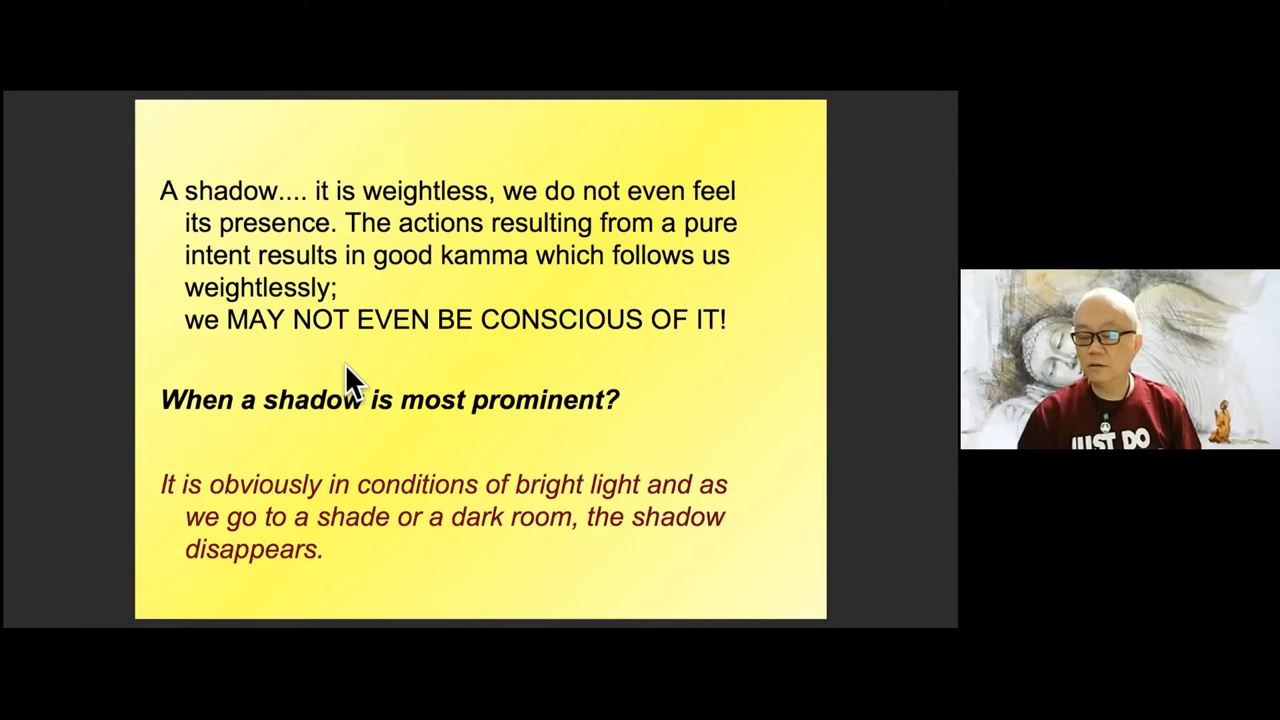 A shadow.... it is weightless, we do not even feel
its presence. The actions resulting from a pure
intent results in good kamma which follows us
weightlessly;
we MAY NOT EVEN BE CONSCIOUS OF IT!
When a shadow is most prominent?
It is obviously in conditions of bright light and as
we go to a shade or a dark room, the shadow
disappears.
JUST DO